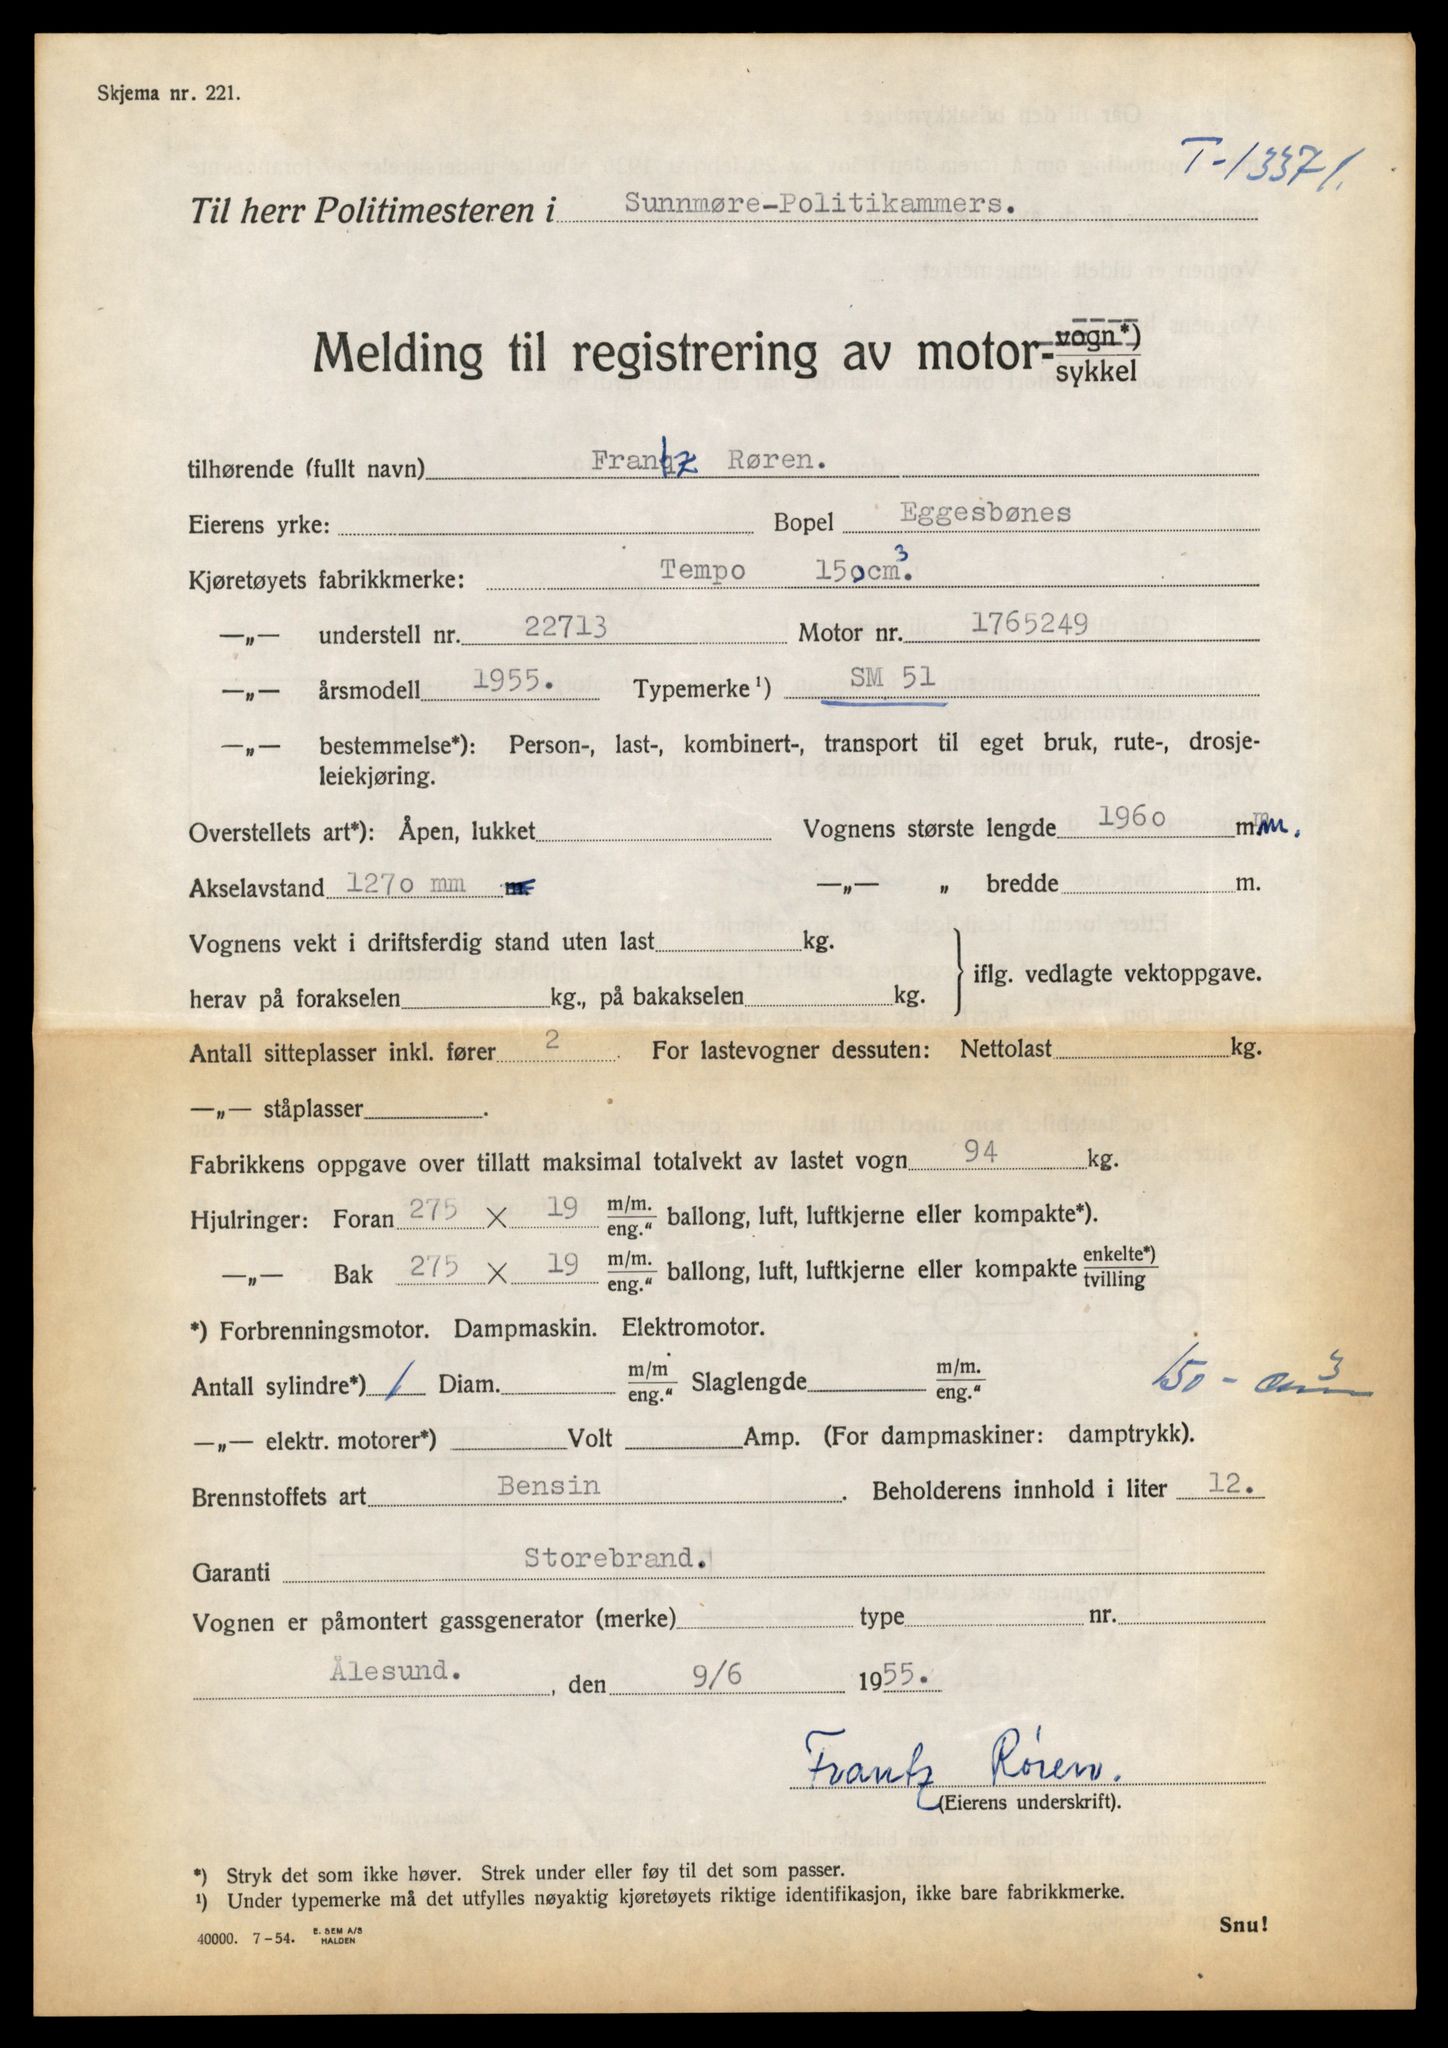 Skjema nr. 221.
T-13371.
Til herr Politimesteren i Sunnmøre-Politikammers.
Melding til registrering av motor-vogn*)
sykkel
tilhørende (fullt navn) Frantz Røren.
Eierens yrke: Bopel Eggesbønes
Kjøretøyets fabrikkmerke: Tempo 150cm³.
—„— understell nr. 22713 Motor nr. 1765249
—„— årsmodell 1955. Typemerke¹) SM 51
—„— bestemmelse*): Person-, last-, kombinert-, transport til eget bruk, rute-, drosje-
leiekjøring.
Overstellets art*): Åpen, lukket Vognens største lengde 1960 mm.
Akselavstand 1270 mm m —„— „ bredde m.
Vognens vekt i driftsferdig stand uten last kg.
herav på forakselen kg., på bakakselen kg. iflg. vedlagte vektoppgave.
Antall sitteplasser inkl. fører 2 . For lastevogner dessuten: Nettolast kg.
—„— ståplasser .
Fabrikkens oppgave over tillatt maksimal totalvekt av lastet vogn 94 kg.
Hjulringer: Foran 275 × 19 m/m. eng." ballong, luft, luftkjerne eller kompakte*).
—„— Bak 275 × 19 m/m. eng." ballong, luft, luftkjerne eller kompakte enkelte*) tvilling
*) Forbrenningsmotor. Dampmaskin. Elektromotor.
Antall sylindre*) 1 Diam. m/m eng." Slaglengde m/m. eng." 150 - cm³
—„— elektr. motorer*) Volt Amp. (For dampmaskiner: damptrykk).
Brennstoffets art Bensin . Beholderens innhold i liter 12.
Garanti Storebrand.
Vognen er påmontert gassgenerator (merke) type nr.
Ålesund. , den 9/6 1955.
Frantz Røren.
(Eierens underskrift).
*) Stryk det som ikke høver. Strek under eller føy til det som passer.
¹) Under typemerke må det utfylles nøyaktig kjøretøyets riktige identifikasjon, ikke bare fabrikkmerke.
Snu!
40000. 7-54. E. SEM A/S
HALDEN